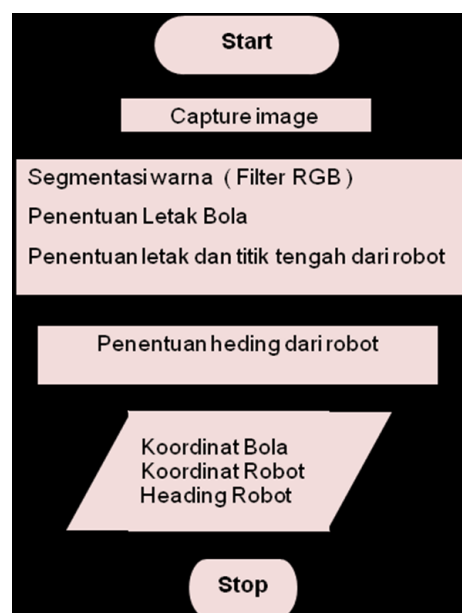 Start
Capture image
Segmentasi warna ( Filter RGB )
Penentuan Letak Bola
Penentuan letak dan titik tengah dari robot
Penentuan heding dari robot
Koordinat Bola
Koordinat Robot
Heading Robot
Stop